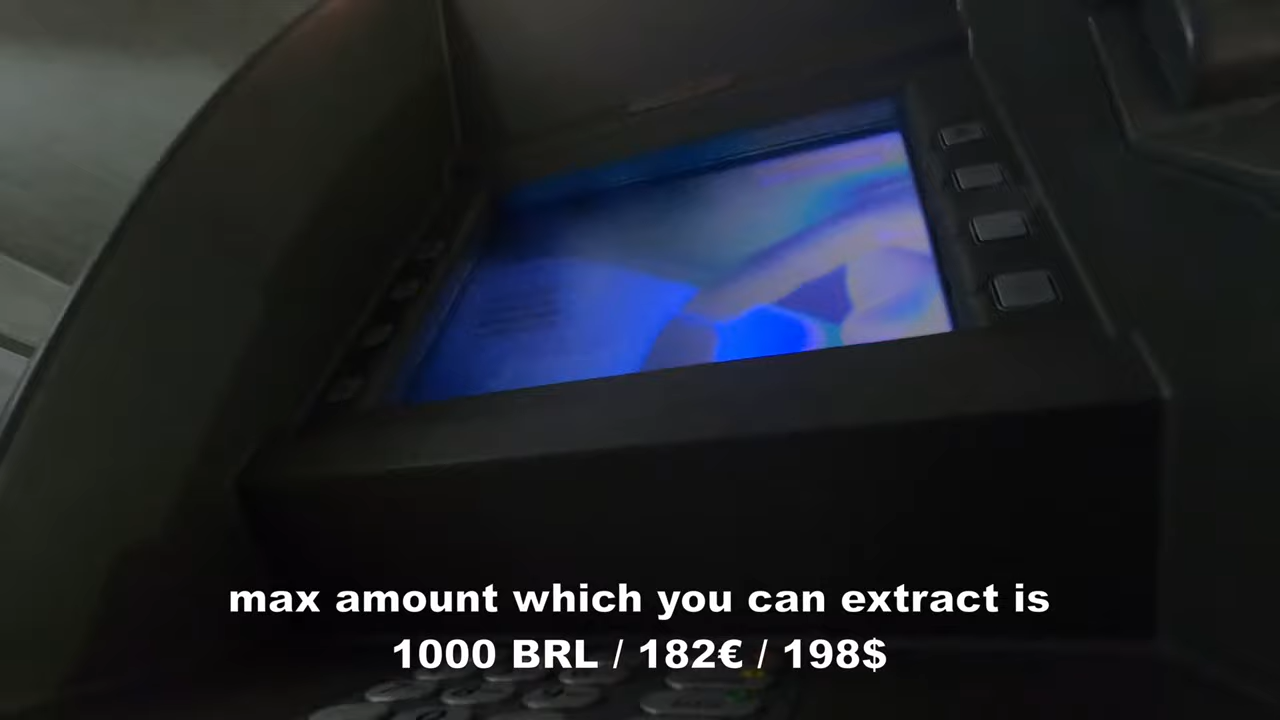 max amount which you can extract is
1000 BRL / 182€ / 198$